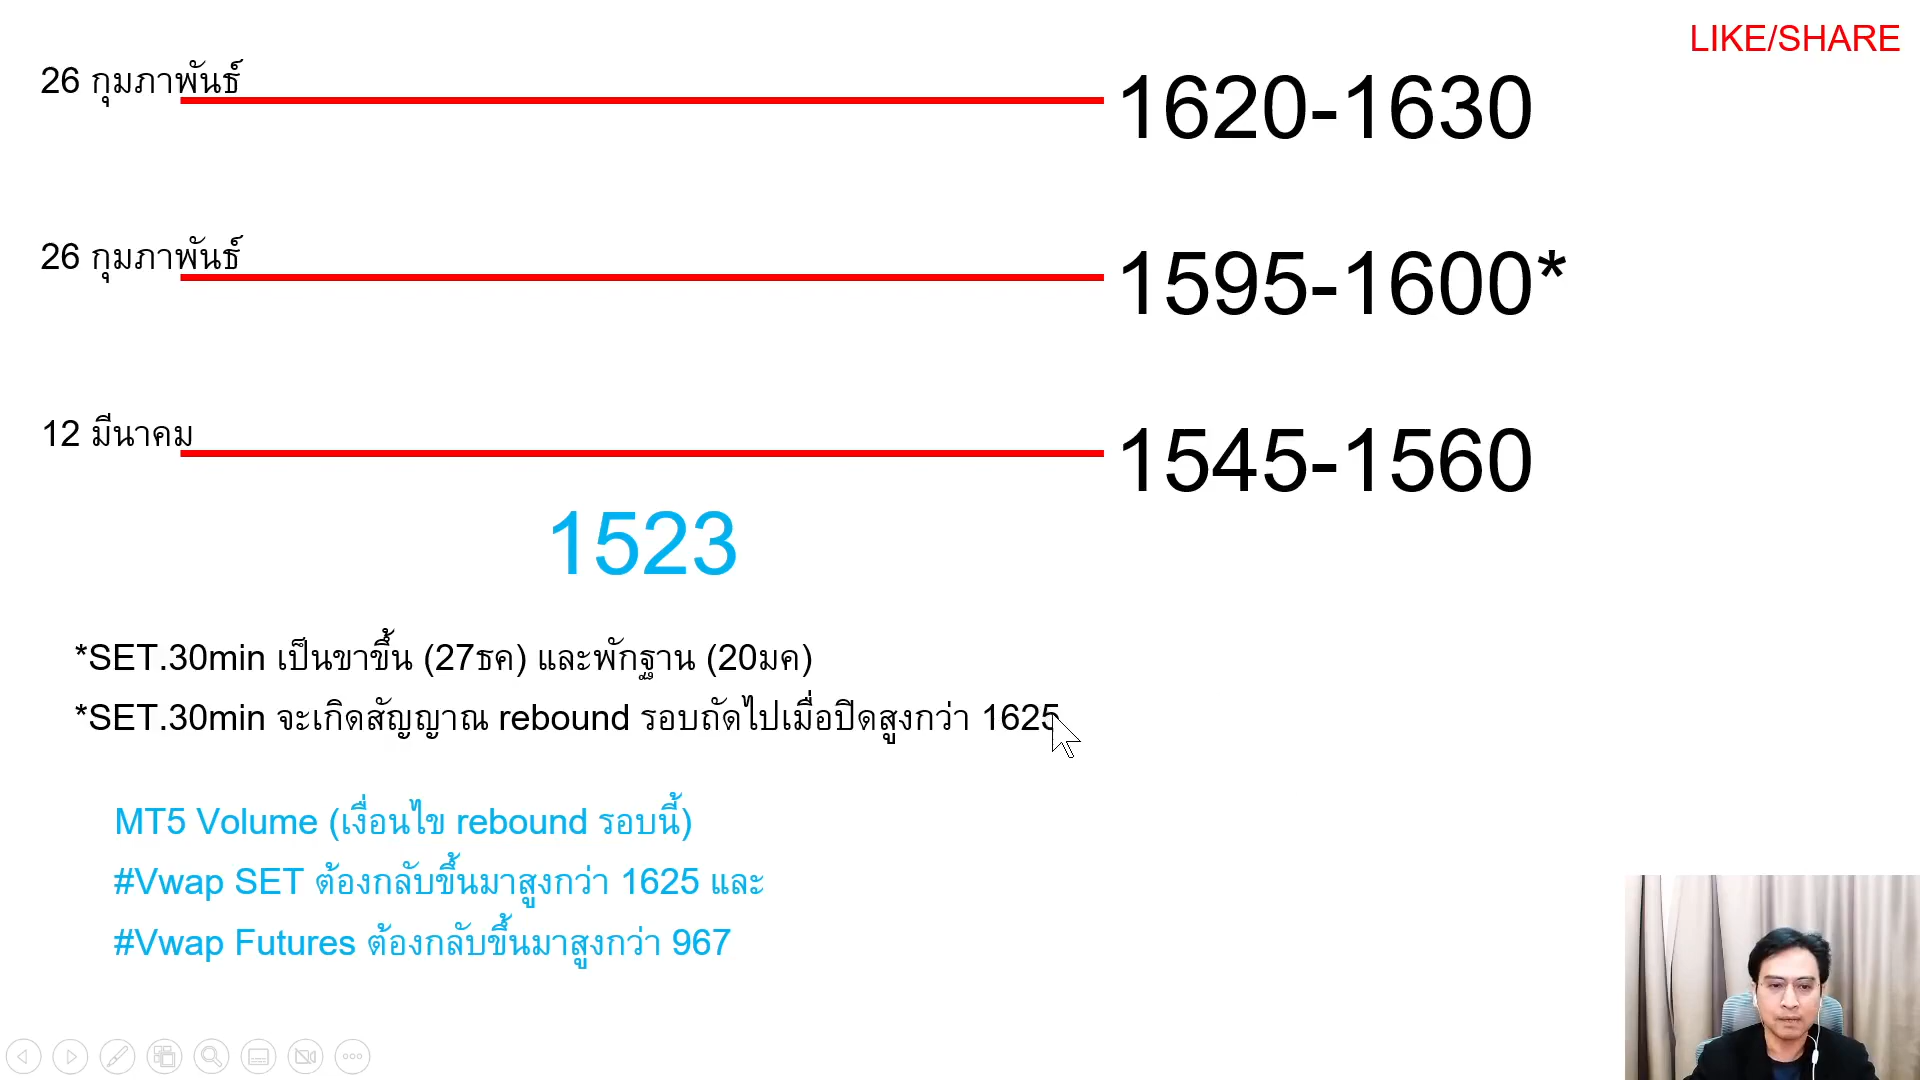 LIKE/SHARE
26 กุมภาพันธ์
1620-1630
26 กุมภาพันธ์
1595-1600*
12 มีนาคม
1545-1560
1523
*SET.30min เป็นขาขึ้น (27ธค) และพักฐาน (20มค)
*SET.30min จะเกิดสัญญาณ rebound รอบถัดไปเมื่อปิดสูงกว่า 1625
MT5 Volume (เงื่อนไข rebound รอบนี้)
#Vwap SET ต้องกลับขึ้นมาสูงกว่า 1625 และ
#Vwap Futures ต้องกลับขึ้นมาสูงกว่า 967